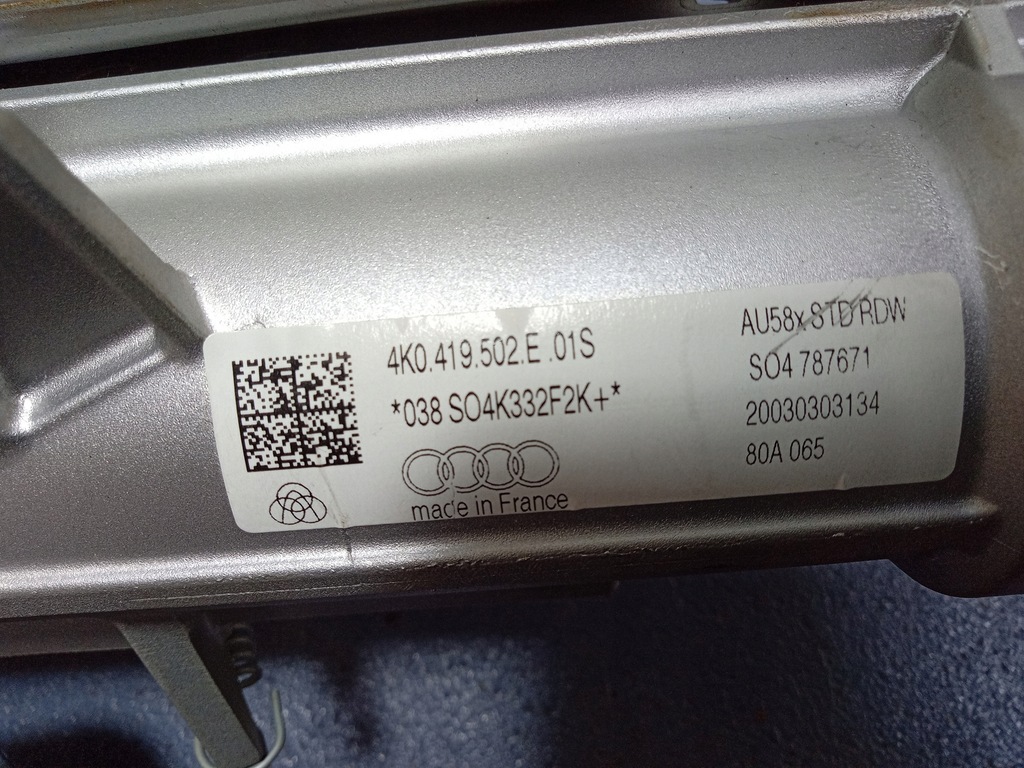 4K0.419.502.E .01S
*038 SO4K332F2K+*
made in France
AU58x STD RDW
SO4 787671
20030303134
80A 065